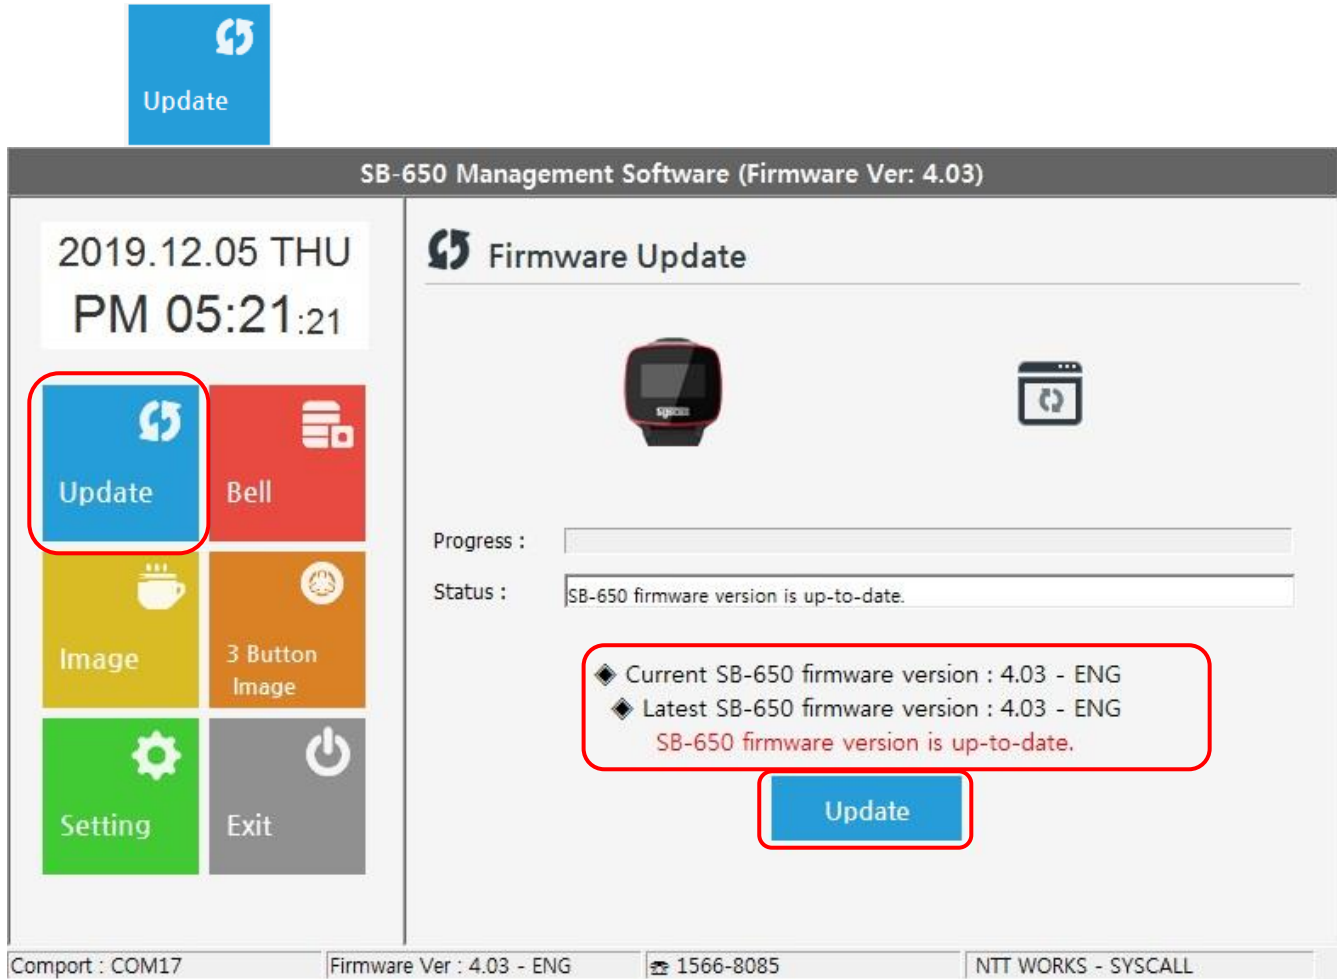 Update
SB-650 Management Software (Firmware Ver: 4.03)
2019.12.05 THU
PM 05:21:21
Update
Bell
Image
3 Button
Image
Setting
Exit
Firmware Update
syscall
Progress :
Status :
SB-650 firmware version is up-to-date.
◈ Current SB-650 firmware version : 4.03 - ENG
◈ Latest SB-650 firmware version : 4.03 - ENG
SB-650 firmware version is up-to-date.
Update
Comport : COM17
Firmware Ver : 4.03 - ENG
☎ 1566-8085
NTT WORKS - SYSCALL